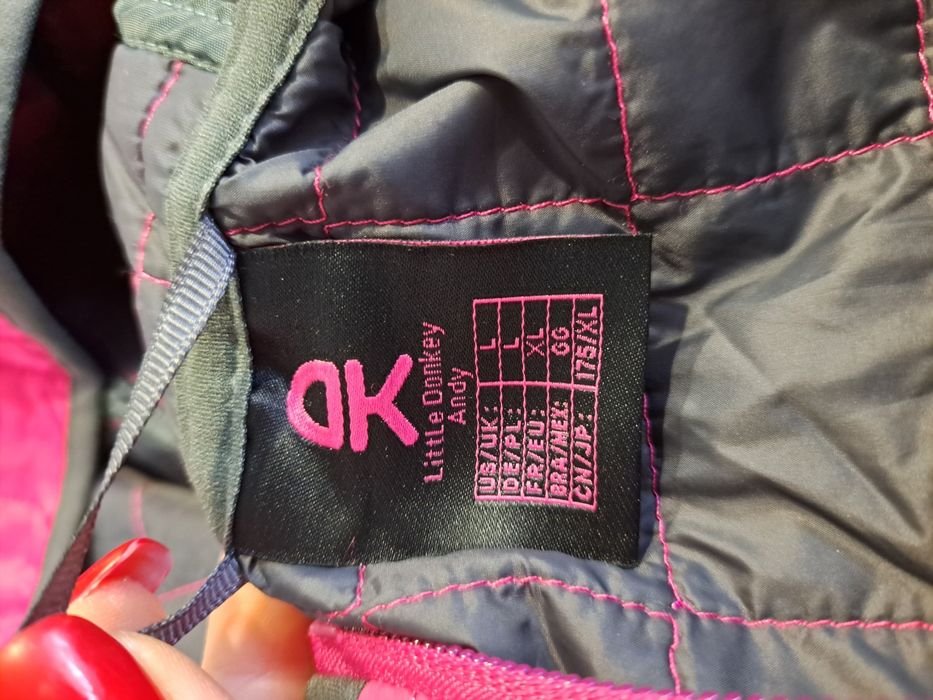 DK
Little Donkey
Andy
US/UK: L
DE/PL: L
FR/EU: XL
BRA/MEX: GG
CN/JP: 175/XL